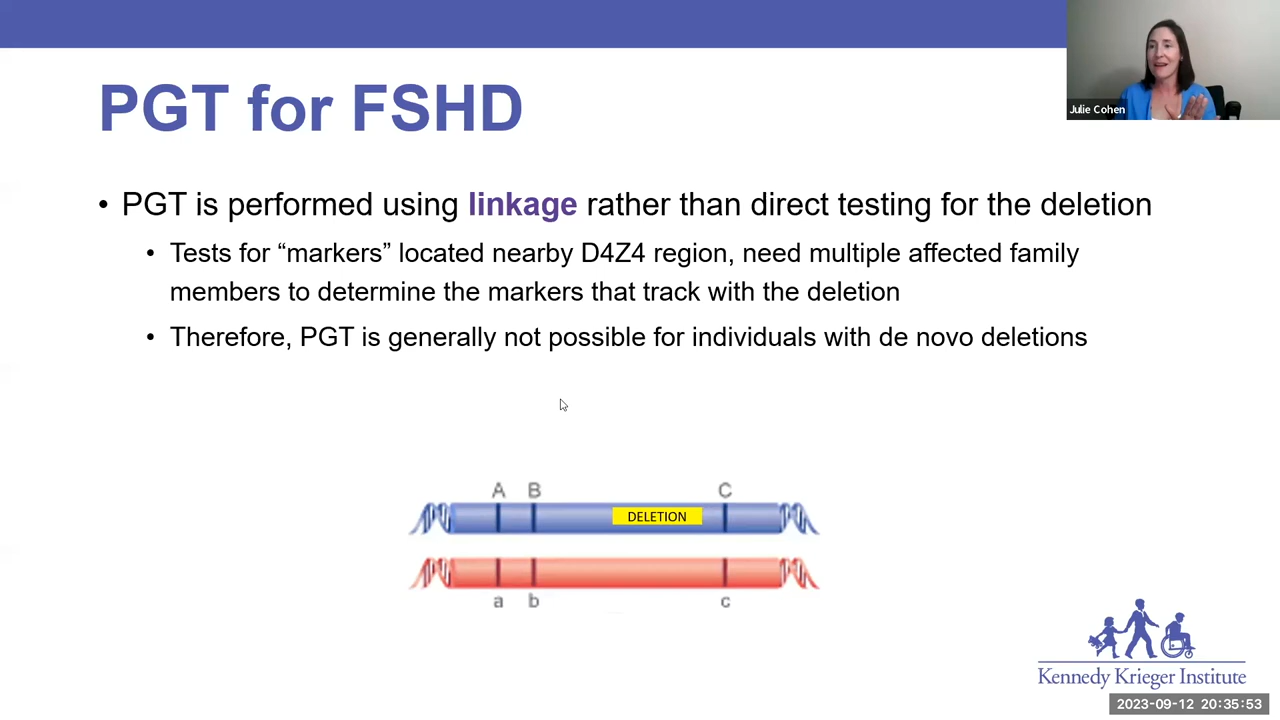 Julie Cohen
PGT for FSHD
• PGT is performed using linkage rather than direct testing for the deletion
• Tests for “markers” located nearby D4Z4 region, need multiple affected family
members to determine the markers that track with the deletion
• Therefore, PGT is generally not possible for individuals with de novo deletions
A B C
DELETION
a b c
Kennedy Krieger Institute
2023-09-12 20:35:53